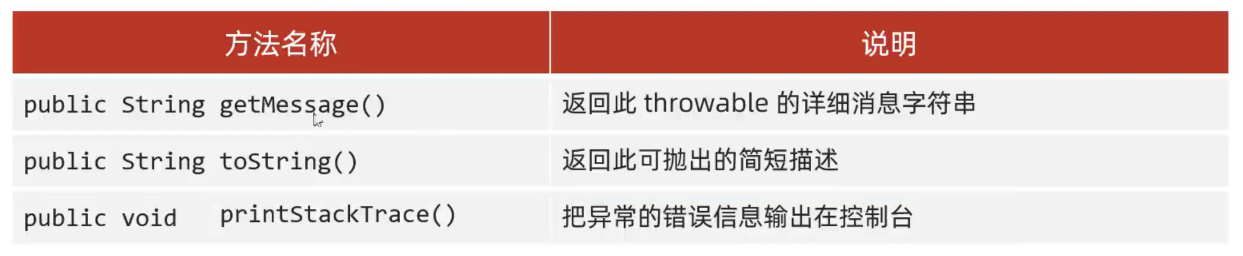 方法名称 说明
public String getMessage() 返回此 throwable 的详细消息字符串
public String toString() 返回此可抛出的简短描述
public void printStackTrace() 把异常的错误信息输出在控制台